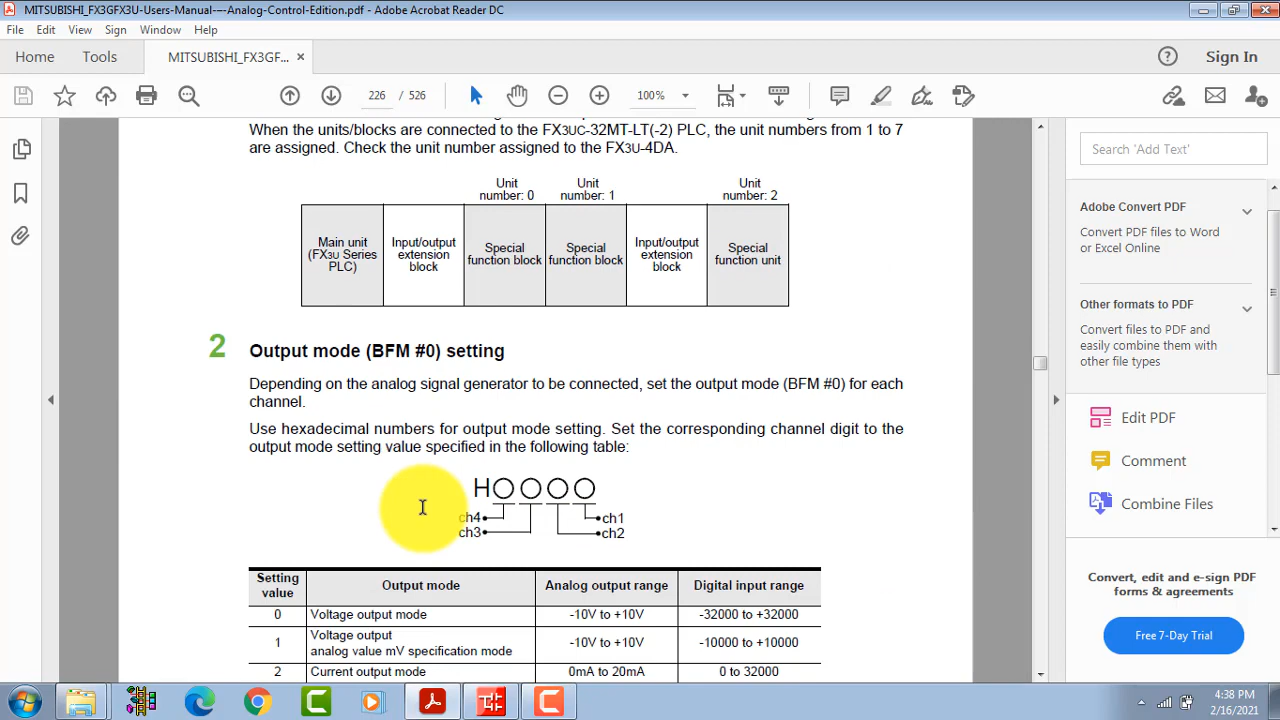 MITSUBISHI_FX3GFX3U-Users-Manual-–-Analog-Control-Edition.pdf - Adobe Acrobat Reader DC
File Edit View Sign Window Help
Home Tools MITSUBISHI_FX3GF... × Sign In
226 / 526 100%
When the units/blocks are connected to the FX3UC-32MT-LT(-2) PLC, the unit numbers from 1 to 7
are assigned. Check the unit number assigned to the FX3U-4DA.
Unit number: 0
Unit number: 1
Unit number: 2
Main unit (FX3U Series PLC)
Input/output extension block
Special function block
Special function block
Input/output extension block
Special function unit
2 Output mode (BFM #0) setting
Depending on the analog signal generator to be connected, set the output mode (BFM #0) for each
channel.
Use hexadecimal numbers for output mode setting. Set the corresponding channel digit to the
output mode setting value specified in the following table:
H○○○○
ch4 ch1
ch3 ch2
Setting value Output mode Analog output range Digital input range
0 Voltage output mode -10V to +10V -32000 to +32000
1 Voltage output analog value mV specification mode -10V to +10V -10000 to +10000
2 Current output mode 0mA to 20mA 0 to 32000
Search 'Add Text'
Adobe Convert PDF
Convert PDF files to Word
or Excel Online
Other formats to PDF
Convert files to PDF and
easily combine them with
other file types
Edit PDF
Comment
Combine Files
Convert, edit and e-sign PDF
forms & agreements
Free 7-Day Trial
4:38 PM
2/16/2021